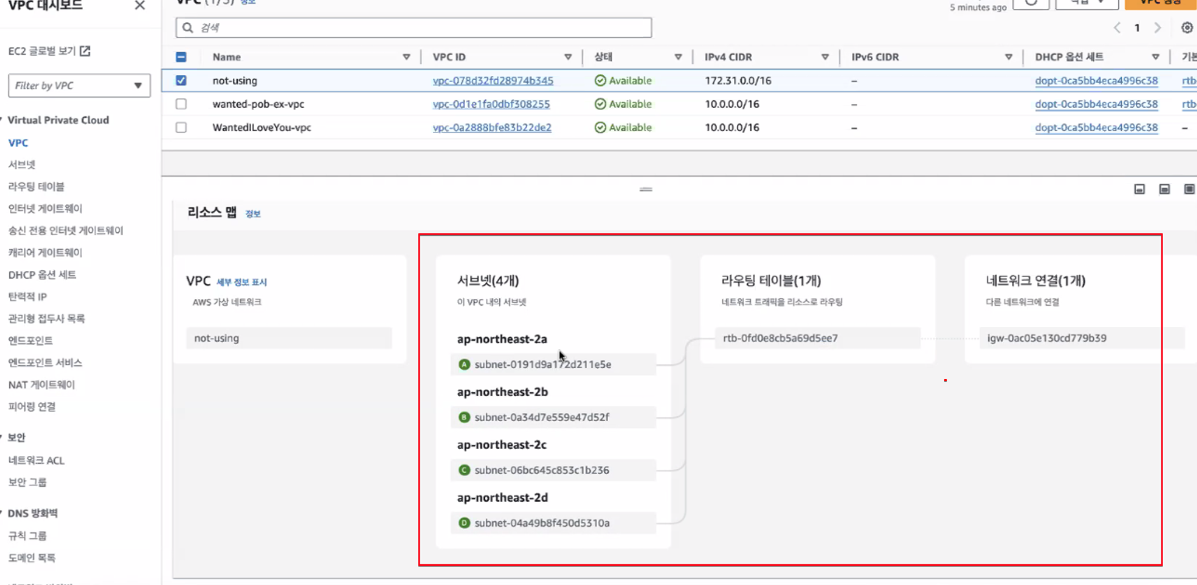 VPC 대시보드
EC2 글로벌 보기
Filter by VPC
Virtual Private Cloud
VPC
서브넷
라우팅 테이블
인터넷 게이트웨이
송신 전용 인터넷 게이트웨이
캐리어 게이트웨이
DHCP 옵션 세트
탄력적 IP
관리형 접두사 목록
엔드포인트
엔드포인트 서비스
NAT 게이트웨이
피어링 연결
보안
네트워크 ACL
보안 그룹
DNS 방화벽
규칙 그룹
도메인 목록
VPC (1/3) 정보
5 minutes ago
작업
VPC 생성
검색
1
Name VPC ID 상태 IPv4 CIDR IPv6 CIDR DHCP 옵션 세트 기본
not-using vpc-078d32fd28974b345 Available 172.31.0.0/16 – dopt-0ca5bb4eca4996c38 rtb-
wanted-pob-ex-vpc vpc-0d1e1fa0dbf308255 Available 10.0.0.0/16 – dopt-0ca5bb4eca4996c38 rtb
WantedILoveYou-vpc vpc-0a2888bfe83b22de2 Available 10.0.0.0/16 – dopt-0ca5bb4eca4996c38 –
리소스 맵 정보
VPC 세부 정보 표시
AWS 가상 네트워크
not-using
서브넷(4개)
이 VPC 내의 서브넷
ap-northeast-2a
A subnet-0191d9a172d211e5e
ap-northeast-2b
B subnet-0a34d7e559e47d52f
ap-northeast-2c
C subnet-06bc645c853c1b236
ap-northeast-2d
D subnet-04a49b8f450d5310a
라우팅 테이블(1개)
네트워크 트래픽을 리소스로 라우팅
rtb-0fd0e8cb5a69d5ee7
네트워크 연결(1개)
다른 네트워크에 연결
igw-0ac05e130cd779b39